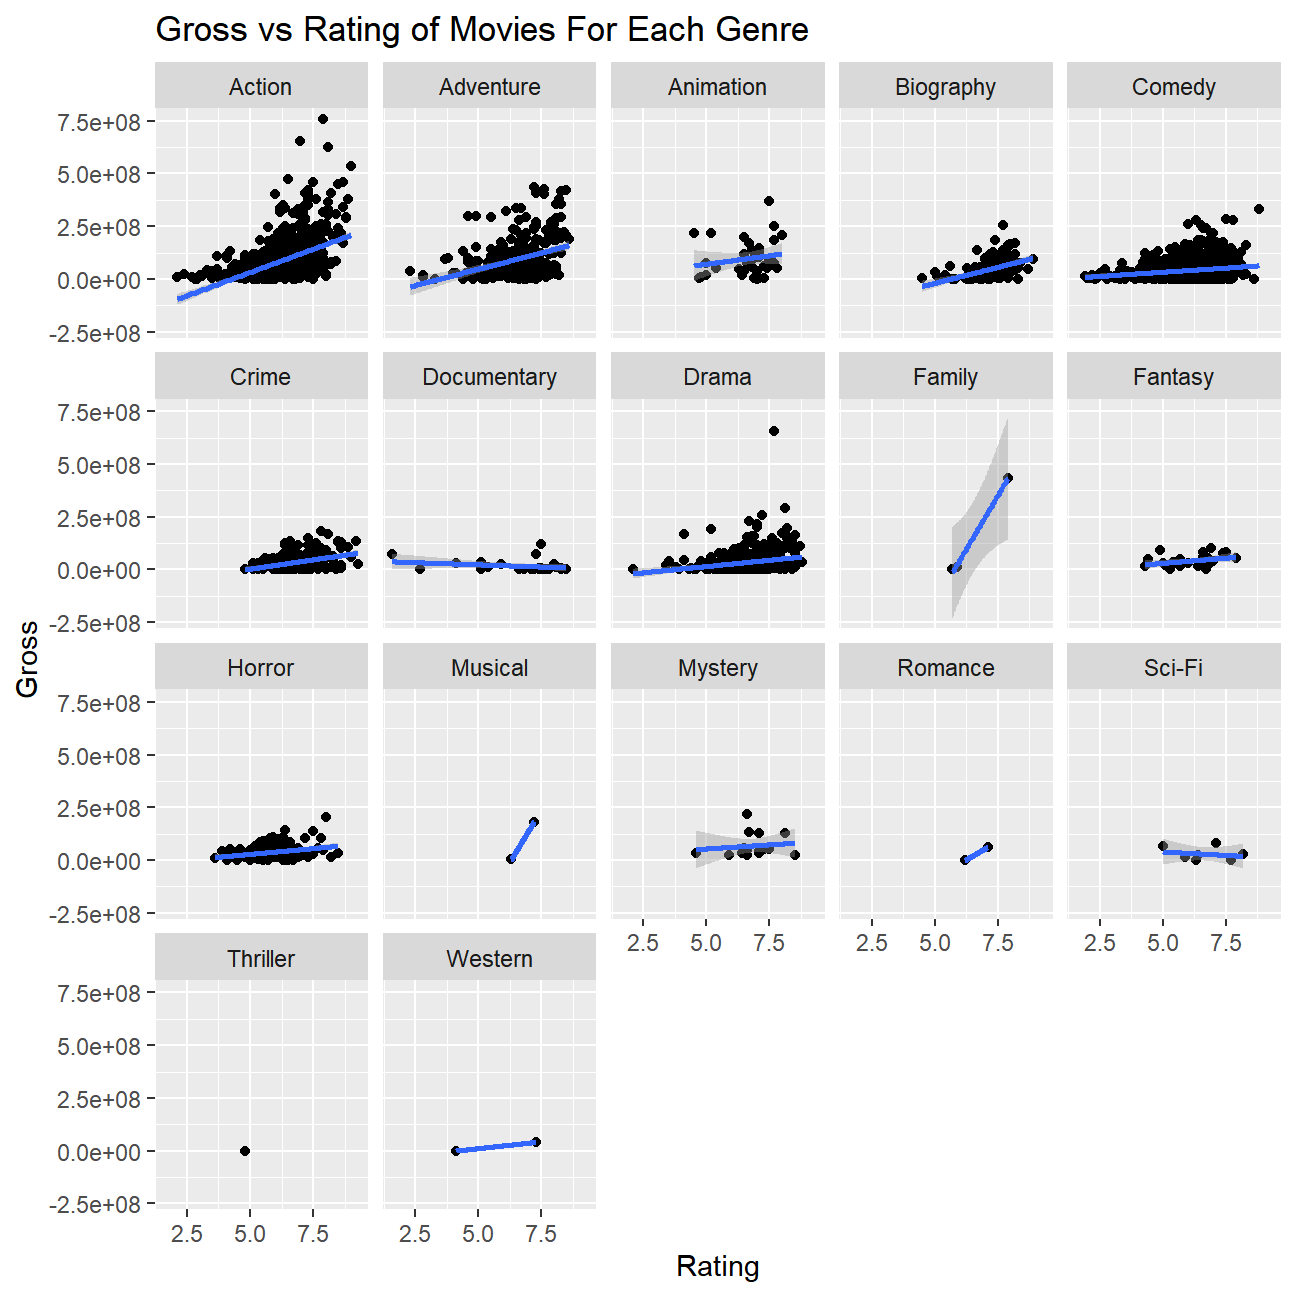 Gross vs Rating of Movies For Each Genre
Action Adventure Animation Biography Comedy
7.5e+08
5.0e+08
2.5e+08
0.0e+00
-2.5e+08
Crime Documentary Drama Family Fantasy
7.5e+08
5.0e+08
2.5e+08
0.0e+00
-2.5e+08
Gross
Horror Musical Mystery Romance Sci-Fi
7.5e+08
5.0e+08
2.5e+08
0.0e+00
-2.5e+08
2.5 5.0 7.5 2.5 5.0 7.5 2.5 5.0 7.5
Thriller Western
7.5e+08
5.0e+08
2.5e+08
0.0e+00
-2.5e+08
2.5 5.0 7.5 2.5 5.0 7.5
Rating